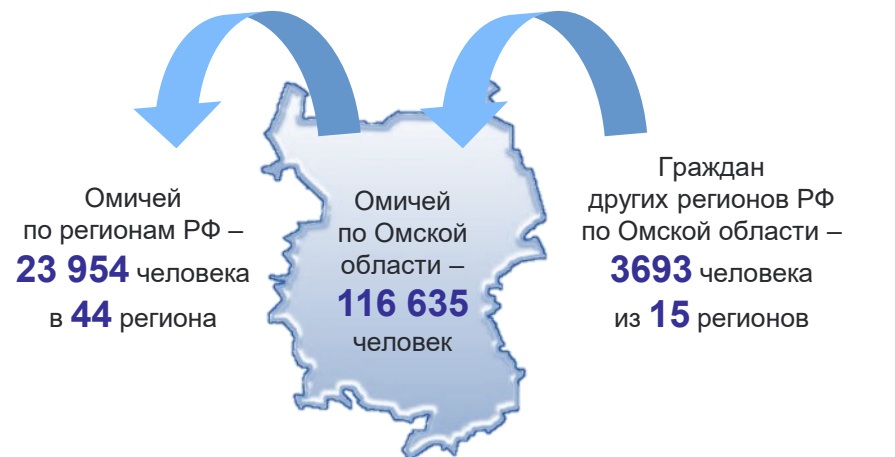 Омичей
по регионам РФ –
23 954 человека
в 44 региона
Омичей
по Омской
области –
116 635
человек
Граждан
других регионов РФ
по Омской области –
3693 человека
из 15 регионов